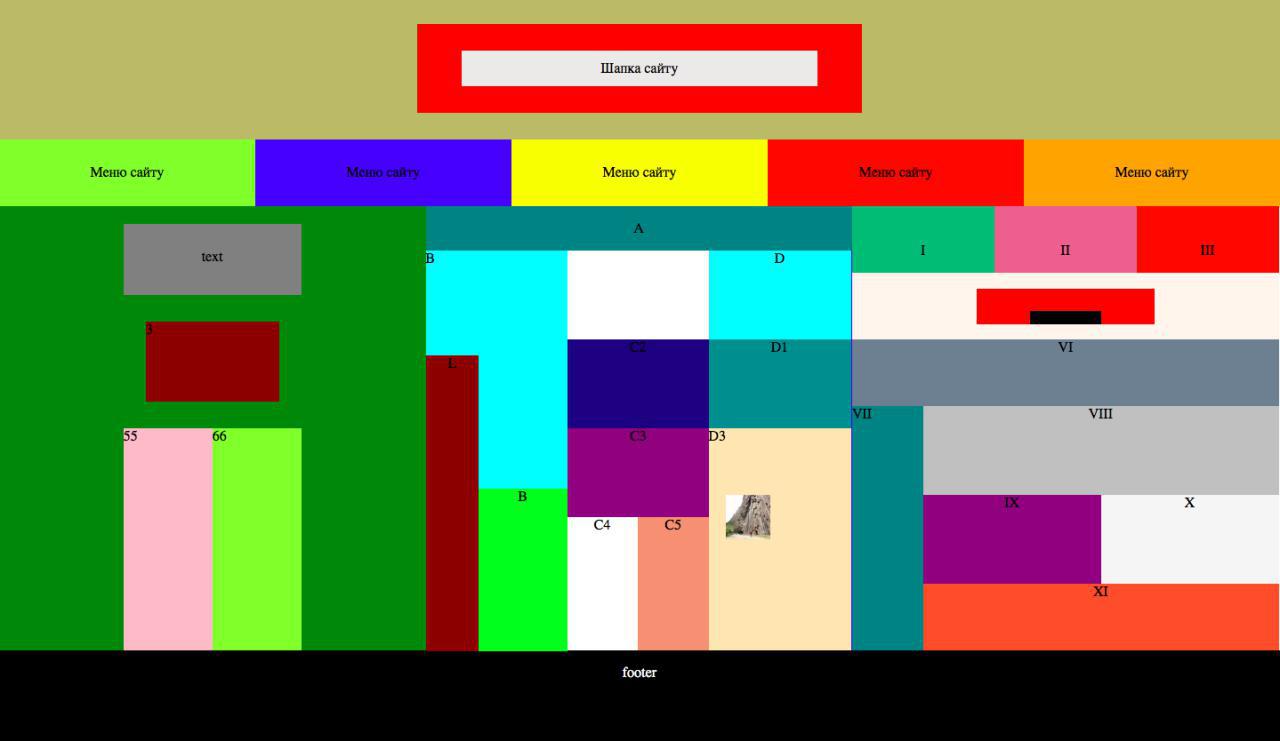 Шапка сайту
Меню сайту
Меню сайту
Меню сайту
Меню сайту
Меню сайту
text
3
55
66
A
B
L
B
C2
C3
C4
C5
D
D1
D3
I
II
III
VI
VII
VIII
IX
X
XI
footer